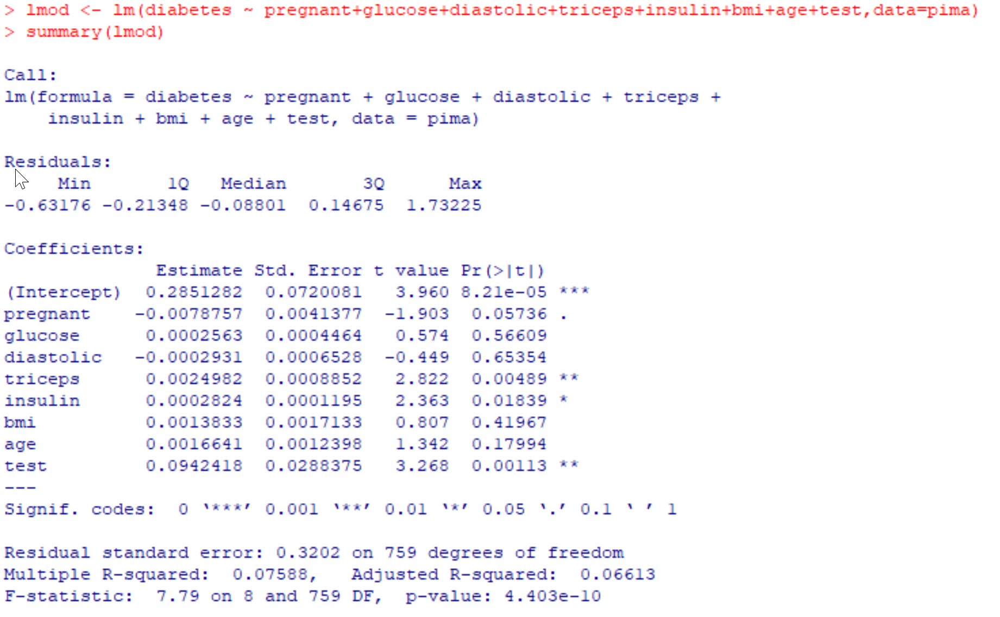 > lmod <- lm(diabetes ~ pregnant+glucose+diastolic+triceps+insulin+bmi+age+test,data=pima)
> summary(lmod)
Call:
lm(formula = diabetes ~ pregnant + glucose + diastolic + triceps +
    insulin + bmi + age + test, data = pima)
Residuals:
     Min       1Q   Median       3Q      Max
-0.63176 -0.21348 -0.08801  0.14675  1.73225
Coefficients:
              Estimate Std. Error t value Pr(>|t|)
(Intercept)  0.2851282  0.0720081   3.960 8.21e-05 ***
pregnant    -0.0078757  0.0041377  -1.903  0.05736 .
glucose      0.0002563  0.0004464   0.574  0.56609
diastolic   -0.0002931  0.0006528  -0.449  0.65354
triceps      0.0024982  0.0008852   2.822  0.00489 **
insulin      0.0002824  0.0001195   2.363  0.01839 *
bmi          0.0013833  0.0017133   0.807  0.41967
age          0.0016641  0.0012398   1.342  0.17994
test         0.0942418  0.0288375   3.268  0.00113 **
---
Signif. codes:  0 ‘***’ 0.001 ‘**’ 0.01 ‘*’ 0.05 ‘.’ 0.1 ‘ ’ 1
Residual standard error: 0.3202 on 759 degrees of freedom
Multiple R-squared:  0.07588,   Adjusted R-squared:  0.06613
F-statistic:  7.79 on 8 and 759 DF,  p-value: 4.403e-10